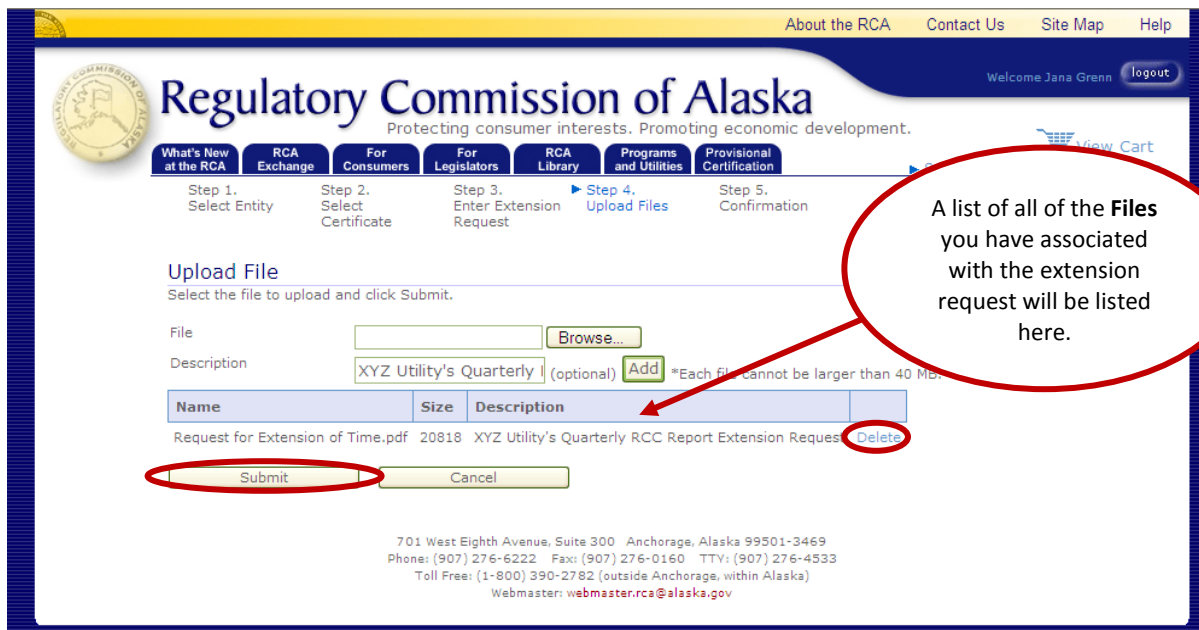 About the RCA Contact Us Site Map Help
Welcome Jana Grenn logout
Regulatory Commission of Alaska
Protecting consumer interests. Promoting economic development.
View Cart
What's New at the RCA
RCA Exchange
For Consumers
For Legislators
RCA Library
Programs and Utilities
Provisional Certification
Step 1.
Select Entity
Step 2.
Select
Certificate
Step 3.
Enter Extension
Request
Step 4.
Upload Files
Step 5.
Confirmation
A list of all of the Files
you have associated
with the extension
request will be listed
here.
Upload File
Select the file to upload and click Submit.
File Browse...
Description XYZ Utility's Quarterly (optional) Add *Each file cannot be larger than 40 MB.
Name Size Description
Request for Extension of Time.pdf 20818 XYZ Utility's Quarterly RCC Report Extension Request Delete
Submit Cancel
701 West Eighth Avenue, Suite 300 Anchorage, Alaska 99501-3469
Phone: (907) 276-6222 Fax: (907) 276-0160 TTY: (907) 276-4533
Toll Free: (1-800) 390-2782 (outside Anchorage, within Alaska)
Webmaster: webmaster.rca@alaska.gov